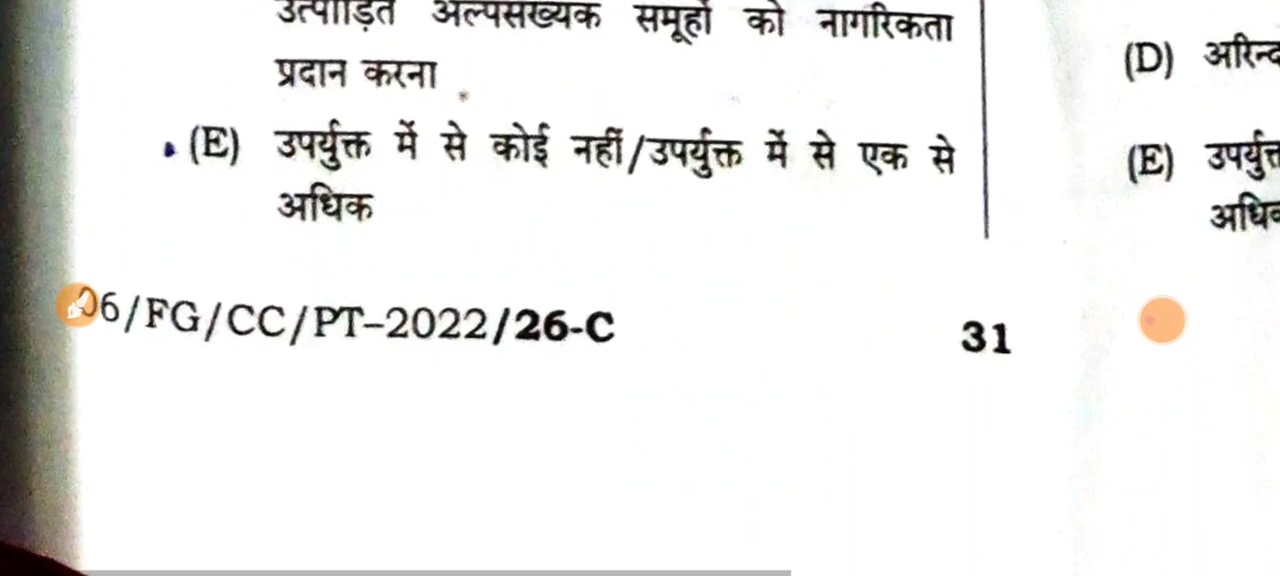 उत्पीड़ित अल्पसंख्यक समूहों को नागरिकता
प्रदान करना
(E) उपर्युक्त में से कोई नहीं/उपर्युक्त में से एक से
अधिक
06/FG/CC/PT-2022/26-C
31
(D)
(E)